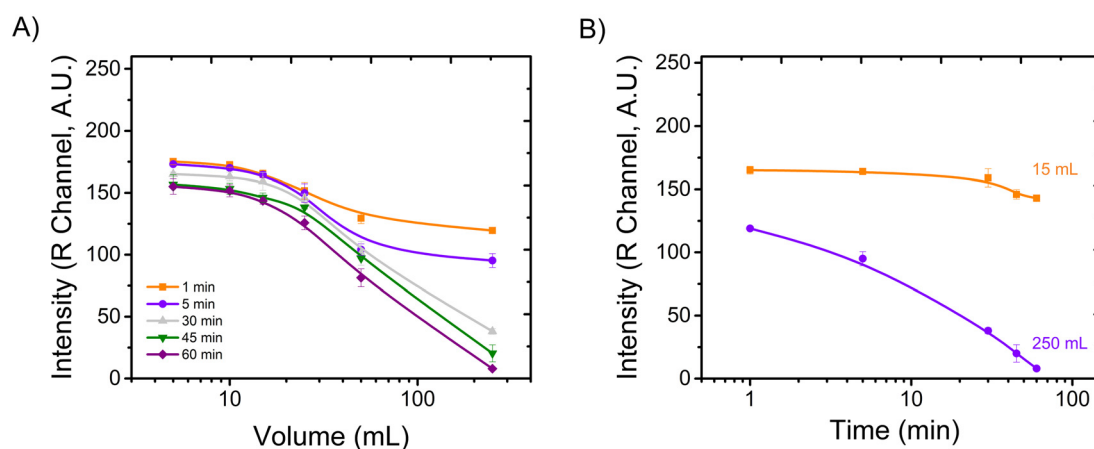 A)
250
200
150
100
50
0
Intensity (R Channel, A.U.)
1 min
5 min
30 min
45 min
60 min
10
100
Volume (mL)
B)
250
200
150
100
50
0
Intensity (R Channel, A.U.)
15 mL
250 mL
1
10
100
Time (min)